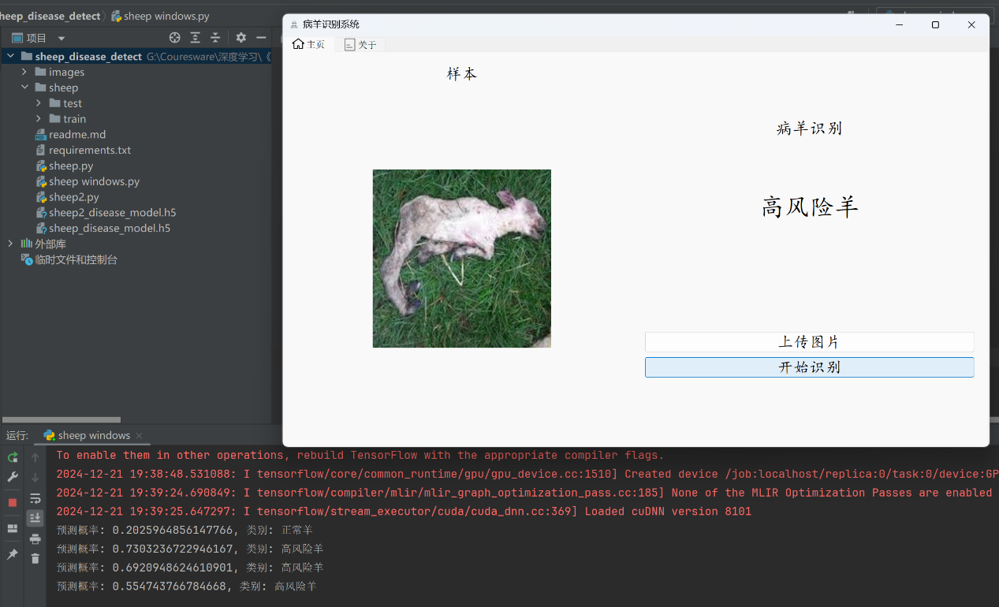 heep_disease_detect
sheep windows.py
项目
sheep_disease_detect G:\Couresware\深度学习\《
images
sheep
test
train
readme.md
requirements.txt
sheep.py
sheep windows.py
sheep2.py
sheep2_disease_model.h5
sheep_disease_model.h5
外部库
临时文件和控制台
病羊识别系统
主页
关于
样本
病羊识别
高风险羊
上传图片
开始识别
运行:
sheep windows
To enable them in other operations, rebuild TensorFlow with the appropriate compiler flags.
2024-12-21 19:38:48.531088: I tensorflow/core/common_runtime/gpu/gpu_device.cc:1510] Created device /job:localhost/replica:0/task:0/device:GP
2024-12-21 19:39:24.690849: I tensorflow/compiler/mlir/mlir_graph_optimization_pass.cc:185] None of the MLIR Optimization Passes are enabled
2024-12-21 19:39:25.647297: I tensorflow/stream_executor/cuda/cuda_dnn.cc:369] Loaded cuDNN version 8101
预测概率: 0.2025964856147766, 类别: 正常羊
预测概率: 0.7303236722946167, 类别: 高风险羊
预测概率: 0.6920948624610901, 类别: 高风险羊
预测概率: 0.554743766784668, 类别: 高风险羊